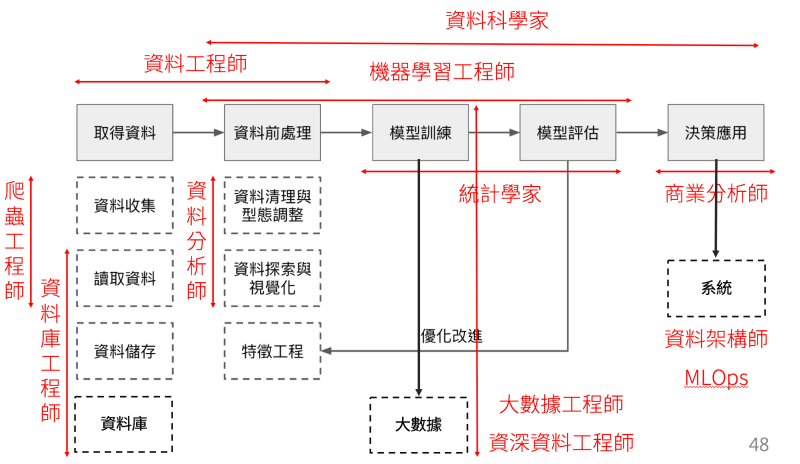 資料科學家
資料工程師
機器學習工程師
取得資料
資料前處理
模型訓練
模型評估
決策應用
統計學家
商業分析師
爬蟲工程師
資料收集
資料分析師
資料清理與
型態調整
讀取資料
資料庫工程師
資料探索與
視覺化
系統
資料儲存
特徵工程
優化改進
資料架構師
MLOps
資料庫
大數據
大數據工程師
資深資料工程師
48